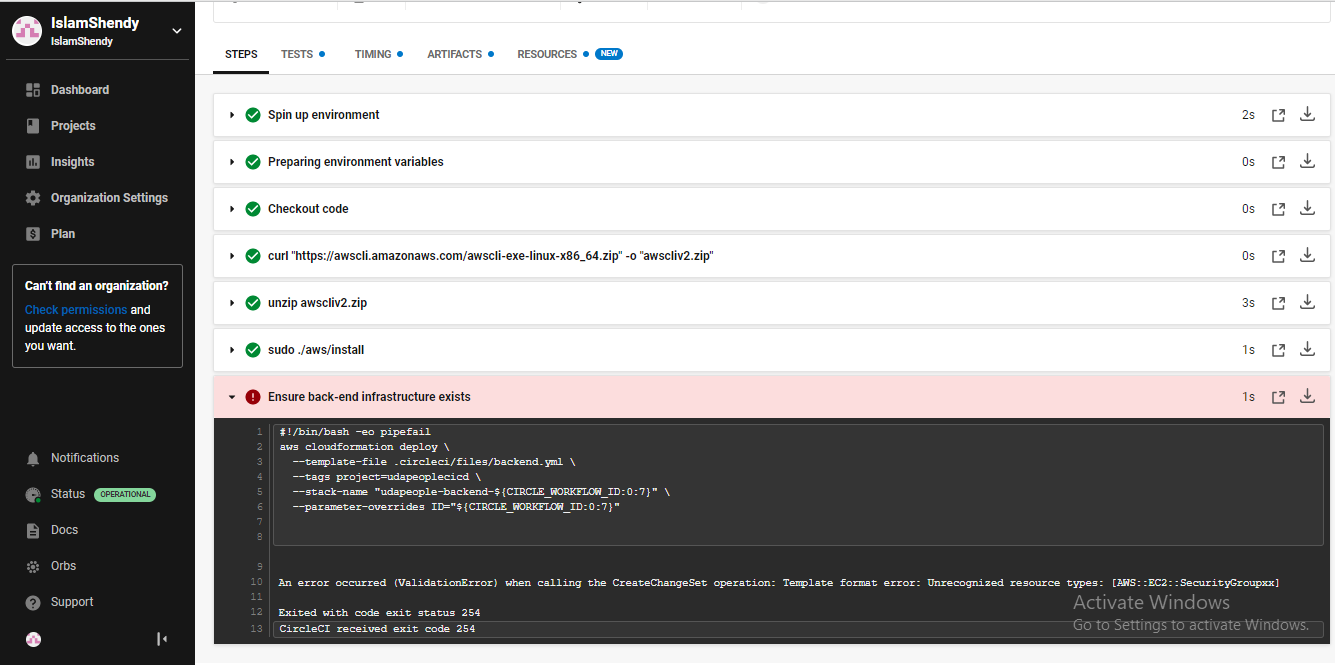 IslamShendy
IslamShendy
Dashboard
Projects
Insights
Organization Settings
Plan
Can't find an organization?
Check permissions and
update access to the ones
you want.
Notifications
Status OPERATIONAL
Docs
Orbs
Support
STEPS TESTS TIMING ARTIFACTS RESOURCES NEW
Spin up environment 2s
Preparing environment variables 0s
Checkout code 0s
curl "https://awscli.amazonaws.com/awscli-exe-linux-x86_64.zip" -o "awscliv2.zip" 0s
unzip awscliv2.zip 3s
sudo ./aws/install 1s
Ensure back-end infrastructure exists 1s
1 #!/bin/bash -eo pipefail
2 aws cloudformation deploy \
3 --template-file .circleci/files/backend.yml \
4 --tags project=udapeoplecicd \
5 --stack-name "udapeople-backend-${CIRCLE_WORKFLOW_ID:0:7}" \
6 --parameter-overrides ID="${CIRCLE_WORKFLOW_ID:0:7}"
7
8
9
10 An error occurred (ValidationError) when calling the CreateChangeSet operation: Template format error: Unrecognized resource types: [AWS::EC2::SecurityGroupxx]
11
12 Exited with code exit status 254
13 CircleCI received exit code 254
Activate Windows
Go to Settings to activate Windows.